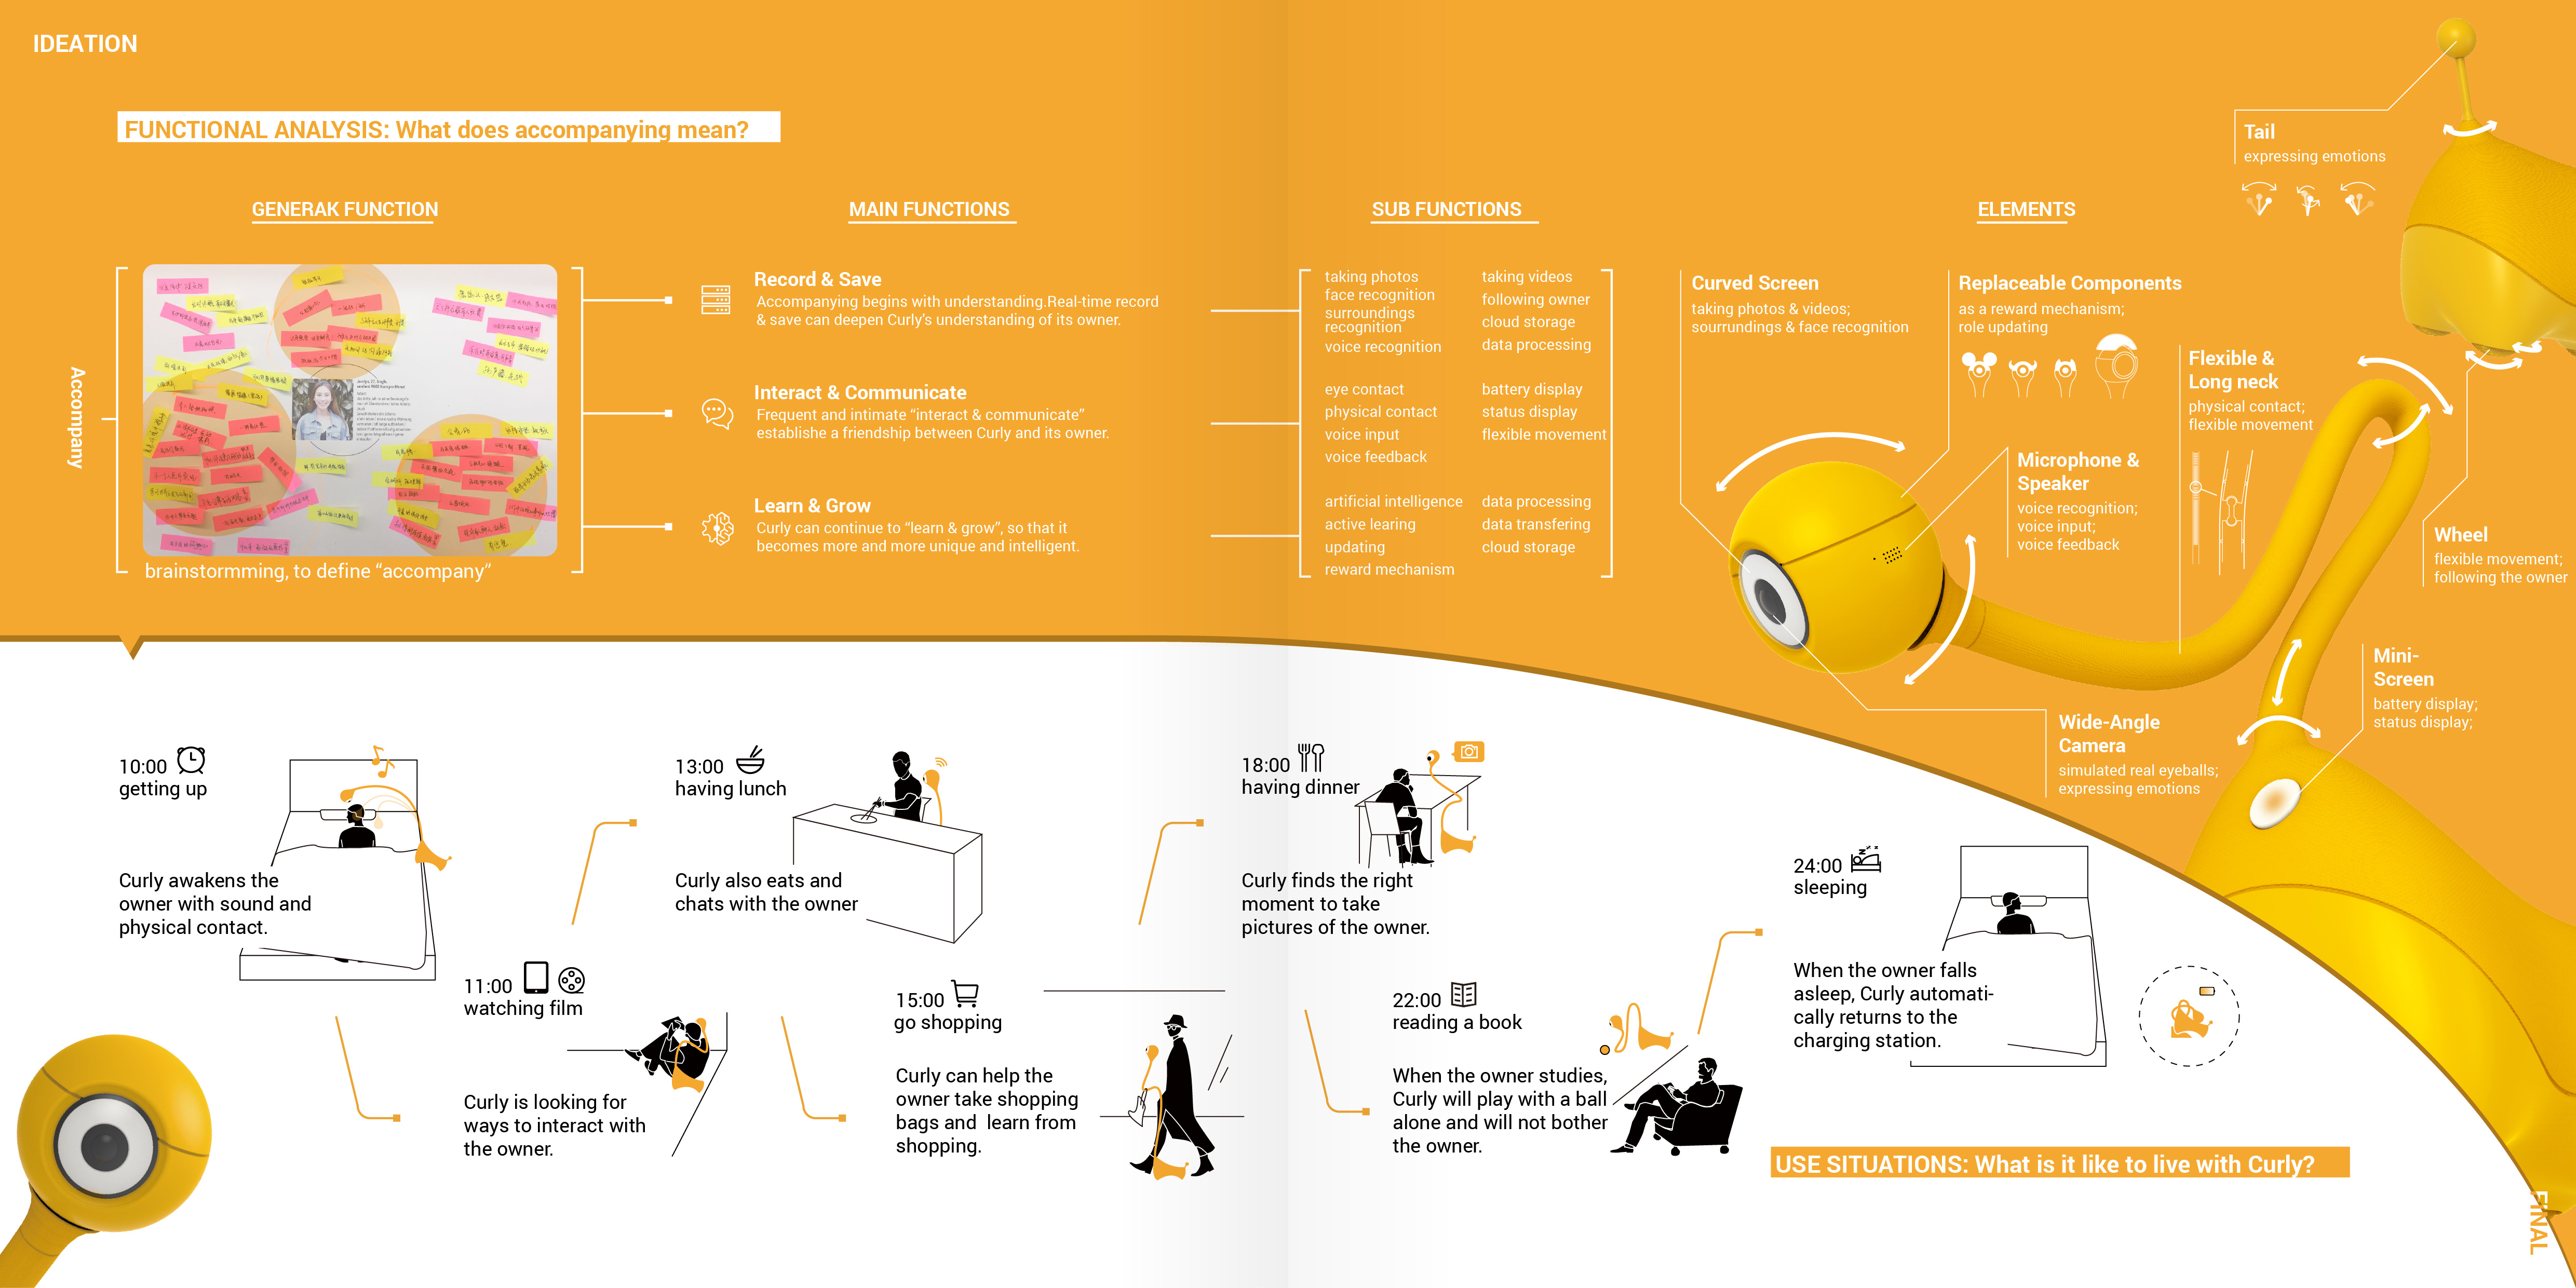 IDEATION
FUNCTIONAL ANALYSIS: What does accompanying mean?
GENERAK FUNCTION
Accompany
brainstormming, to define “accompany”
MAIN FUNCTIONS
Record & Save
Accompanying begins with understanding.Real-time record
& save can deepen Curly’s understanding of its owner.
Interact & Communicate
Frequent and intimate “interact & communicate”
establishe a friendship between Curly and its owner.
Learn & Grow
Curly can continue to “learn & grow”, so that it
becomes more and more unique and intelligent.
SUB FUNCTIONS
taking photos
face recognition
surroundings
recognition
voice recognition
taking videos
following owner
cloud storage
data processing
eye contact
physical contact
voice input
voice feedback
battery display
status display
flexible movement
artificial intelligence
active learing
updating
reward mechanism
data processing
data transfering
cloud storage
ELEMENTS
Curved Screen
taking photos & videos;
sourrundings & face recognition
Replaceable Components
as a reward mechanism;
role updating
Tail
expressing emotions
Flexible &
Long neck
physical contact;
flexible movement
Microphone &
Speaker
voice recognition;
voice input;
voice feedback
Wheel
flexible movement;
following the owner
Mini-
Screen
battery display;
status display;
Wide-Angle
Camera
simulated real eyeballs;
expressing emotions
10:00
getting up
Curly awakens the
owner with sound and
physical contact.
11:00
watching film
Curly is looking for
ways to interact with
the owner.
13:00
having lunch
Curly also eats and
chats with the owner
15:00
go shopping
Curly can help the
owner take shopping
bags and  learn from
shopping.
18:00
having dinner
Curly finds the right
moment to take
pictures of the owner.
22:00
reading a book
When the owner studies,
Curly will play with a ball
alone and will not bother
the owner.
24:00
sleeping
When the owner falls
asleep, Curly automati-
cally returns to the
charging station.
USE SITUATIONS: What is it like to live with Curly?
FINAL